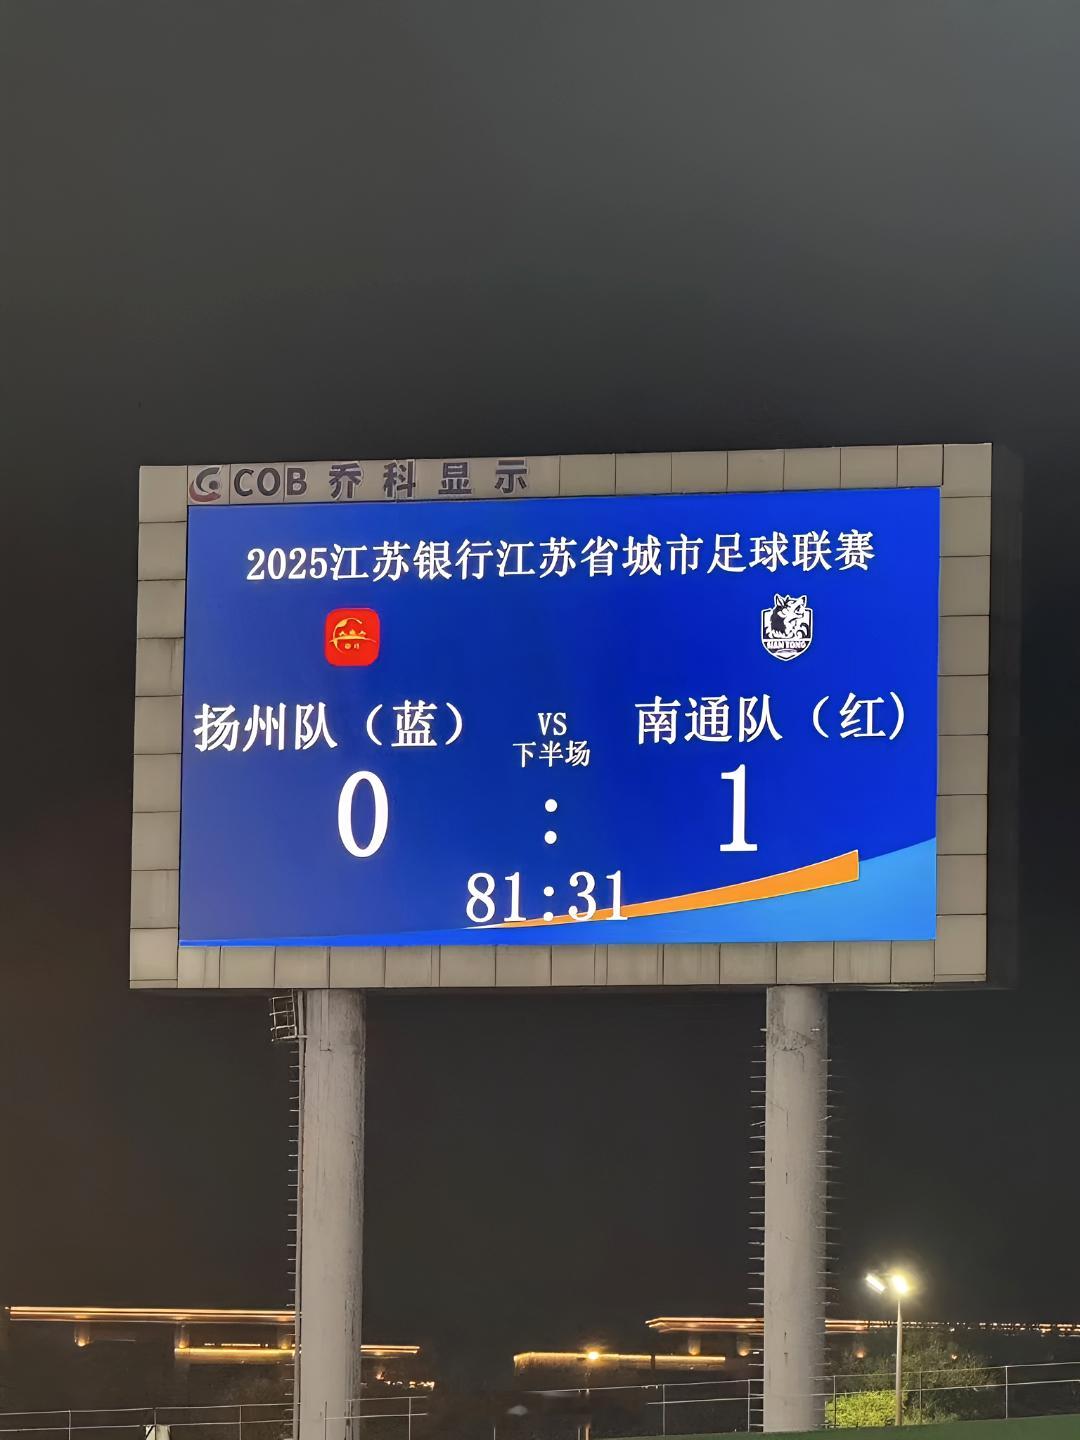 COB 乔科显示
2025江苏银行江苏省城市足球联赛
NAN TONG
扬州队（蓝） VS 南通队（红）
下半场
0 : 1
81:31